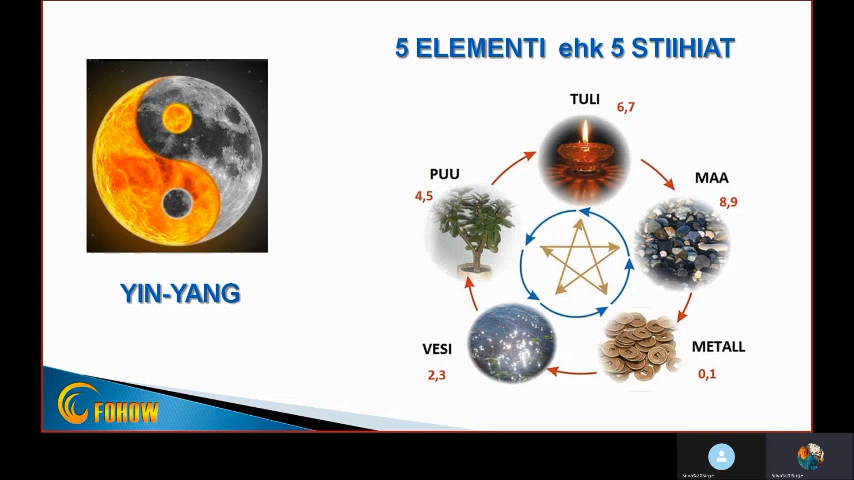 5 ELEMENTI ehk 5 STIIHIAT
TULI
6,7
PUU
4,5
MAA
8,9
YIN-YANG
VESI
2,3
METALL
0,1
FOHOW